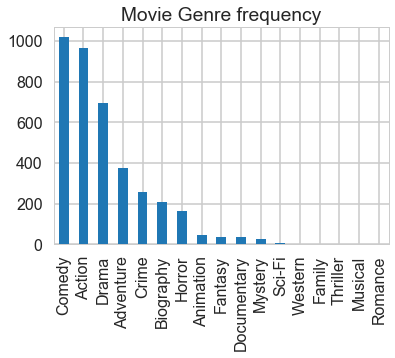 Movie Genre frequency
1000
800
600
400
200
0
Comedy
Action
Drama
Adventure
Crime
Biography
Horror
Animation
Fantasy
Documentary
Mystery
Sci-Fi
Western
Family
Thriller
Musical
Romance